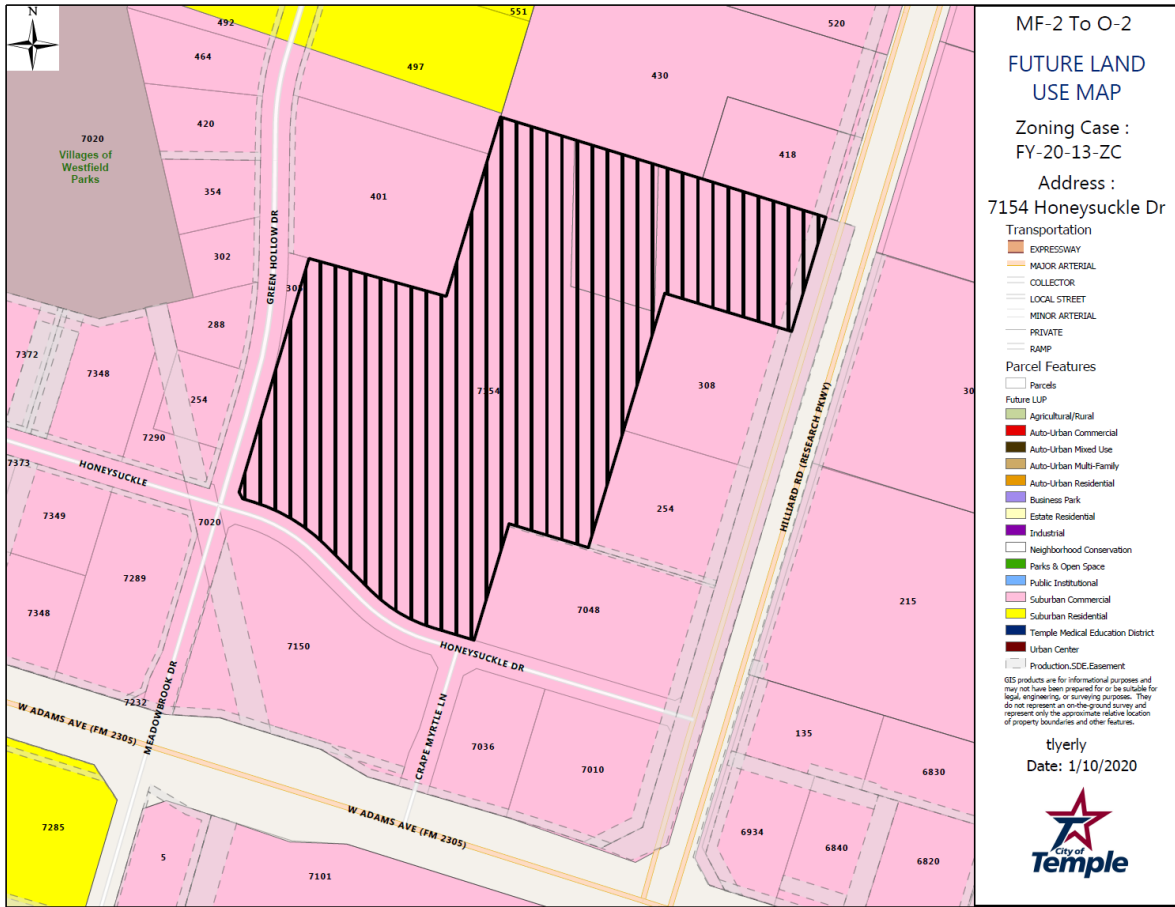 N
492
551
520
464
497
430
7020
Villages of
Westfield
Parks
420
418
354
401
302
GREEN HOLLOW DR
303
288
7372
7348
254
7154
308
30
7290
HILLIARD RD (RESEARCH PKWY)
7373
HONEYSUCKLE
7349
7020
254
7289
7048
215
7348
7150
HONEYSUCKLE DR
7232
MEADOWBROOK DR
W ADAMS AVE (FM 2305)
CRAPE MYRTLE LN
7036
7010
135
6830
7285
W ADAMS AVE (FM 2305)
6934
6840
6820
5
7101
MF-2 To O-2
FUTURE LAND
USE MAP
Zoning Case :
FY-20-13-ZC
Address :
7154 Honeysuckle Dr
Transportation
EXPRESSWAY
MAJOR ARTERIAL
COLLECTOR
LOCAL STREET
MINOR ARTERIAL
PRIVATE
RAMP
Parcel Features
Parcels
Future LUP
Agricultural/Rural
Auto-Urban Commercial
Auto-Urban Mixed Use
Auto-Urban Multi-Family
Auto-Urban Residential
Business Park
Estate Residential
Industrial
Neighborhood Conservation
Parks & Open Space
Public Institutional
Suburban Commercial
Suburban Residential
Temple Medical Education District
Urban Center
Production.SDE.Easement
GIS products are for informational purposes and
may not have been prepared for or be suitable for
legal, engineering, or surveying purposes. They
do not represent an on-the-ground survey and
represent only the approximate relative location
of property boundaries and other features.
tlyerly
Date: 1/10/2020
City of
Temple